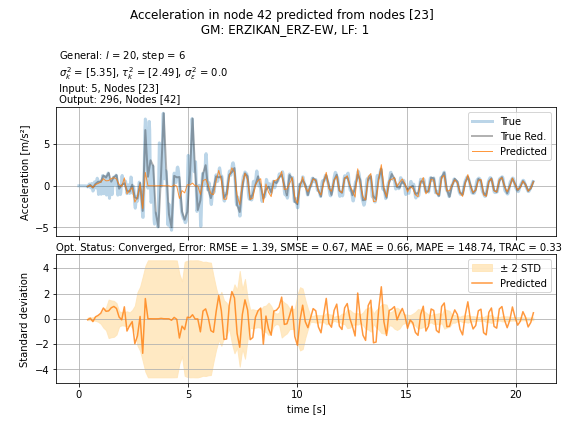 Acceleration in node 42 predicted from nodes [23]
GM: ERZIKAN_ERZ-EW, LF: 1
General: l = 20, step = 6
σ²ₖ = [5.35], τ²ₖ = [2.49], σ²ε = 0.0
Input: 5, Nodes [23]
Output: 296, Nodes [42]
Acceleration [m/s²]
5
0
−5
True
True Red.
Predicted
Opt. Status: Converged, Error: RMSE = 1.39, SMSE = 0.67, MAE = 0.66, MAPE = 148.74, TRAC = 0.33
Standard deviation
4
2
0
−2
−4
± 2 STD
Predicted
0
5
10
15
20
time [s]